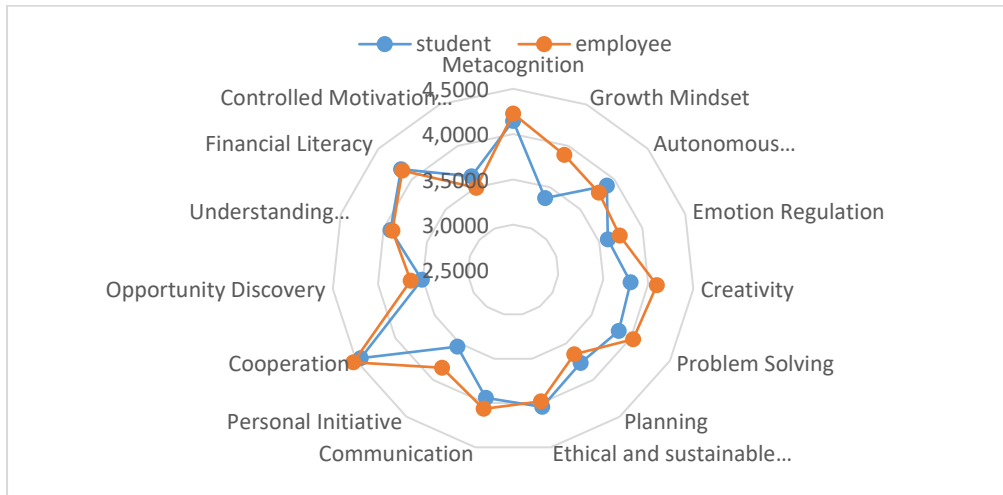 student employee
Metacognition
Growth Mindset
Autonomous...
Emotion Regulation
Creativity
Problem Solving
Planning
Ethical and sustainable...
Communication
Personal Initiative
Cooperation
Opportunity Discovery
Understanding...
Financial Literacy
Controlled Motivation...
4,5000
4,0000
3,5000
3,0000
2,5000